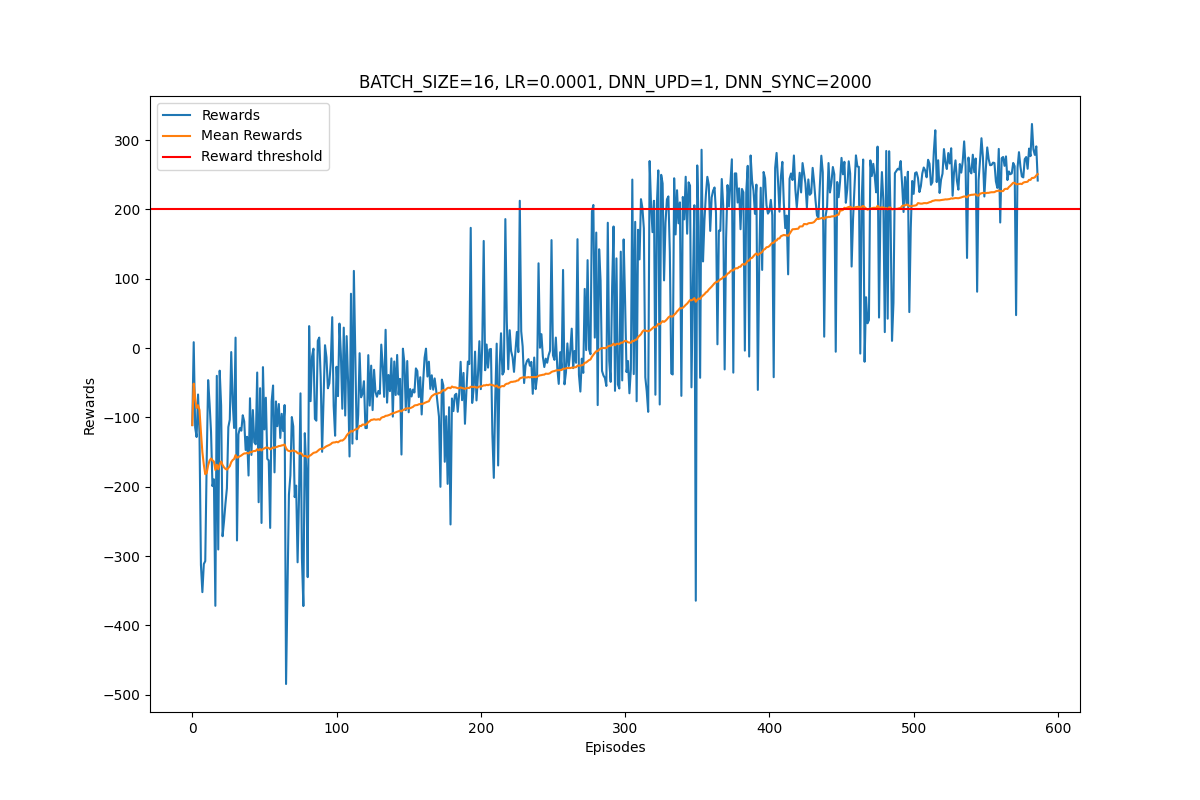 BATCH_SIZE=16, LR=0.0001, DNN_UPD=1, DNN_SYNC=2000
Rewards
Mean Rewards
Reward threshold
300
200
100
0
−100
−200
−300
−400
−500
Rewards
0 100 200 300 400 500 600
Episodes